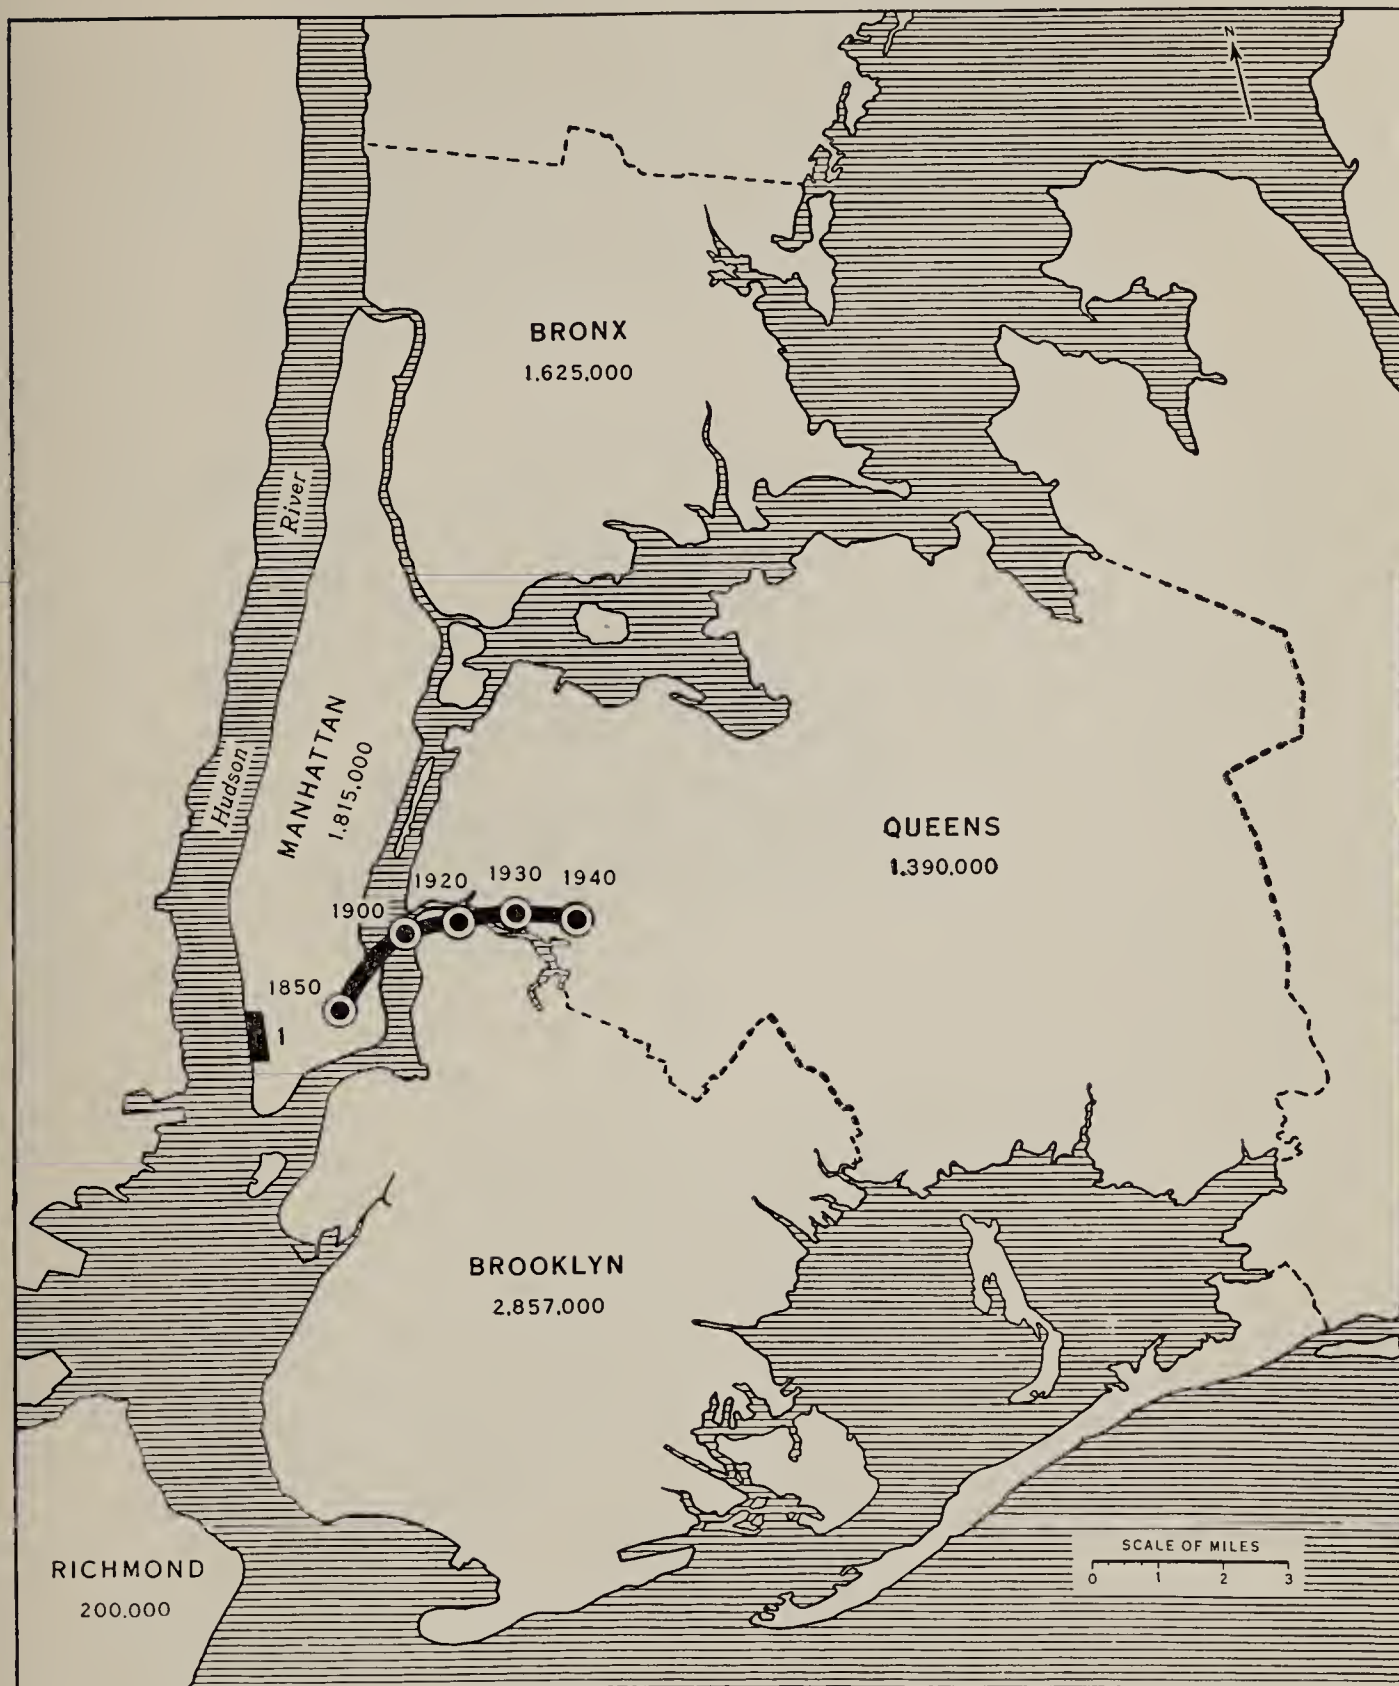 N
BRONX
1.625,000
River
Hudson
MANHATTAN
1.815,000
QUEENS
1.390,000
1920
1930
1940
1900
1850
1
BROOKLYN
2,857,000
RICHMOND
200.000
SCALE OF MILES
0 1 2 3